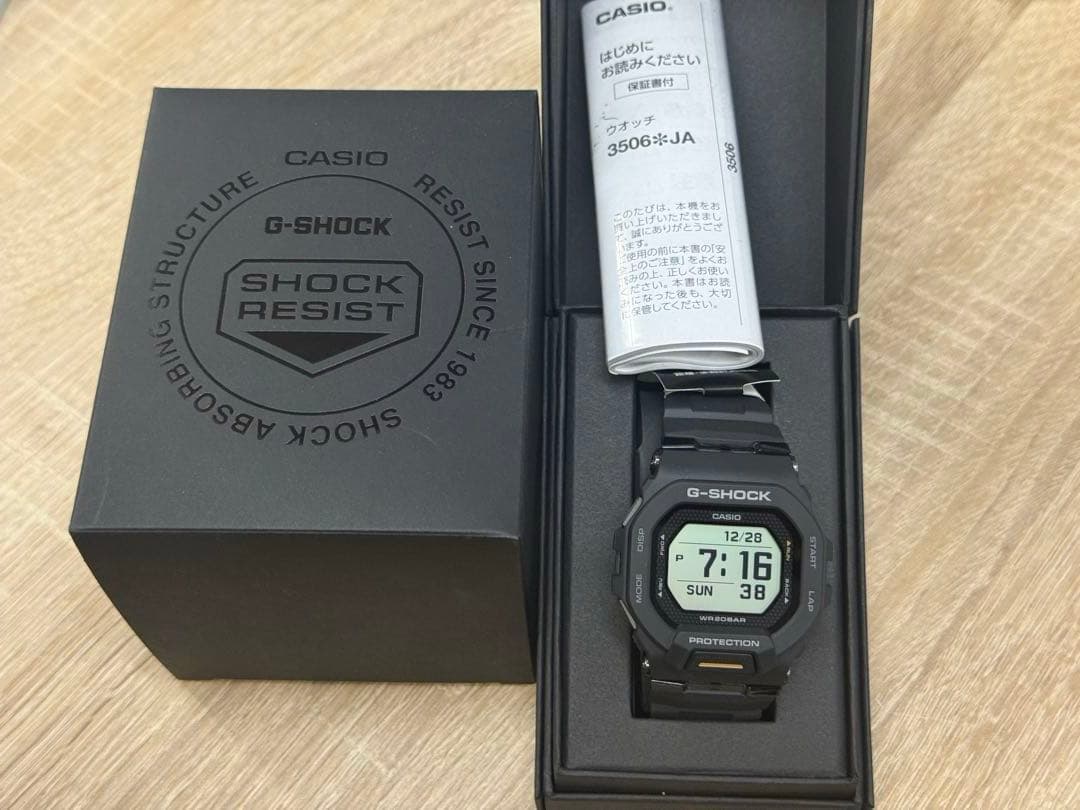 CASIO
RESIST SINCE 1983
SHOCK ABSORBING STRUCTURE
G-SHOCK
SHOCK
RESIST
CASIO®
はじめに
お読みください
保証書付
ウオッチ
3506*JA
3506
このたびは、本機をお
買い上げいただきまし
て、誠にありがとうござ
います。
ご使用の前に本書の「安
全上のご注意」をよくお
読みの上、正しくお使い
ください。本書はお読
みになった後も、大切
に保管してください。
G-SHOCK
CASIO
DISP
MODE
START
LAP
FWD▲
▲REV
▲RUN
BACK▲
12/28
P 7:16
SUN 38
WR20BAR
PROTECTION